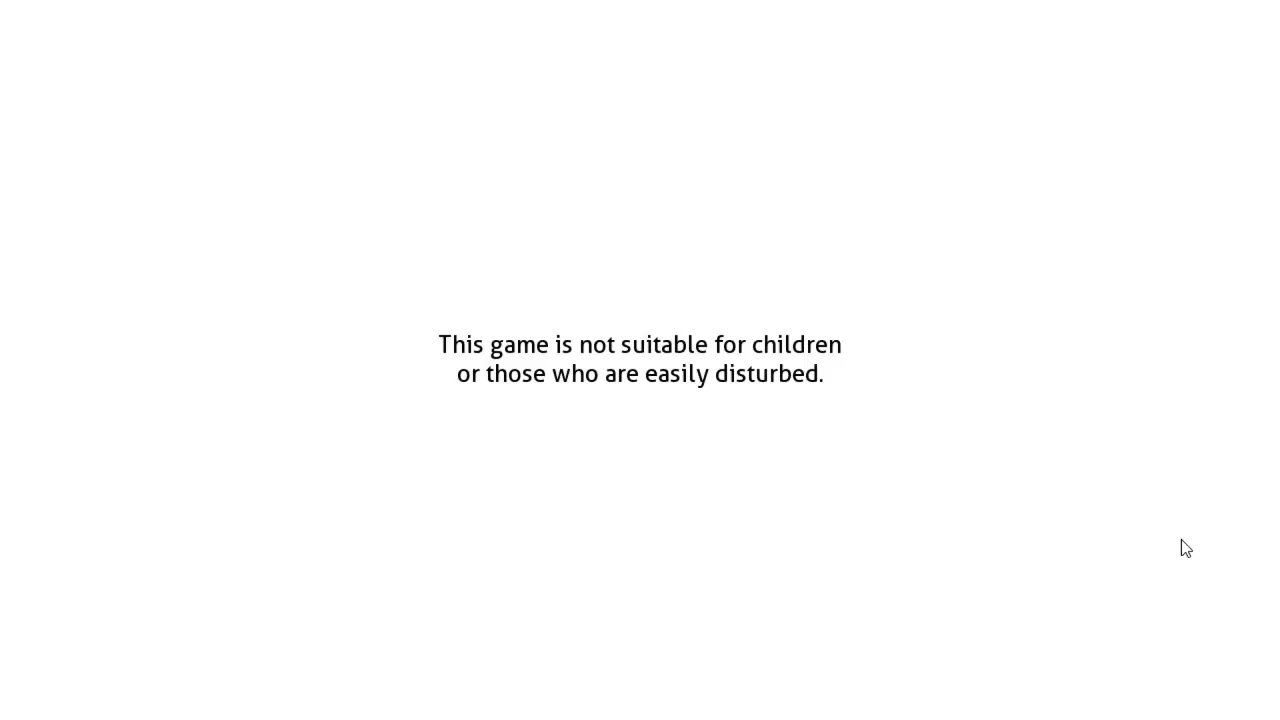 This game is not suitable for children
or those who are easily disturbed.